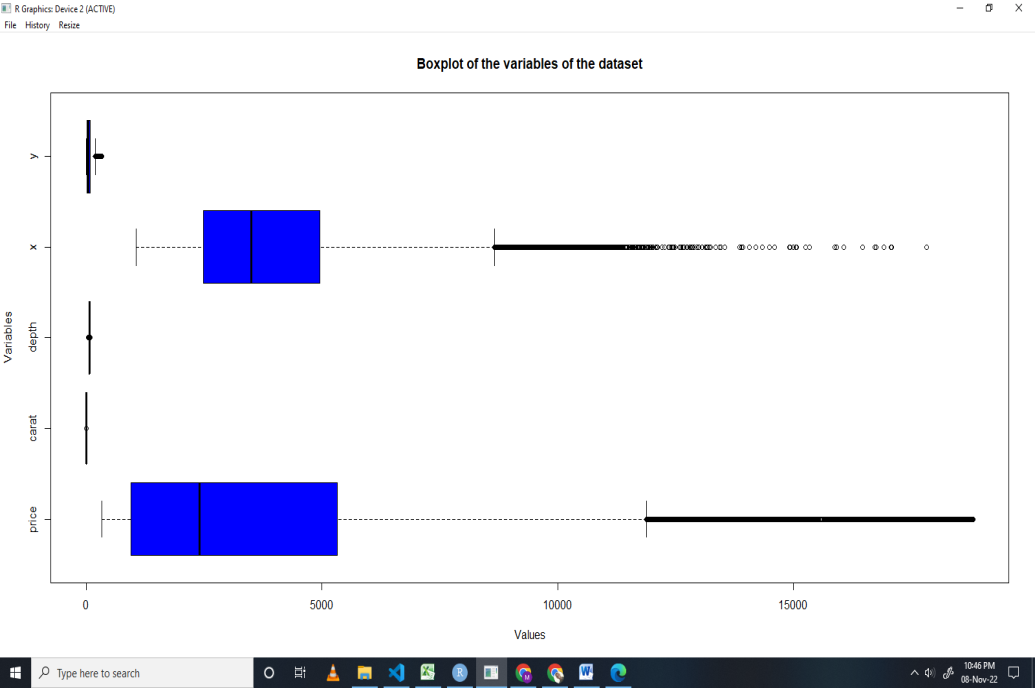 R Graphics: Device 2 (ACTIVE)
File History Resize
Boxplot of the variables of the dataset
y
x
depth
carat
price
Variables
0 5000 10000 15000
Values
Type here to search
10:46 PM
08-Nov-22